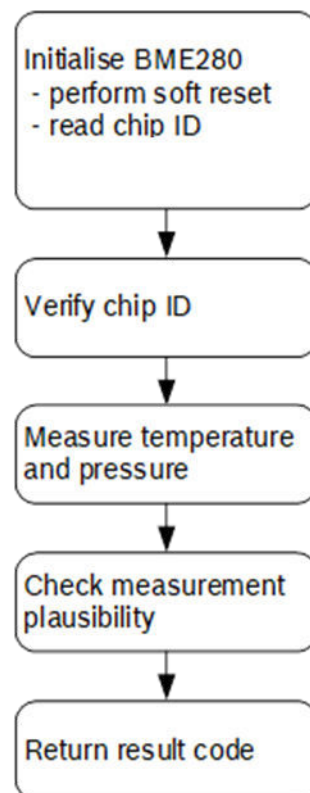 Initialise BME280
- perform soft reset
- read chip ID
Verify chip ID
Measure temperature
and pressure
Check measurement
plausibility
Return result code